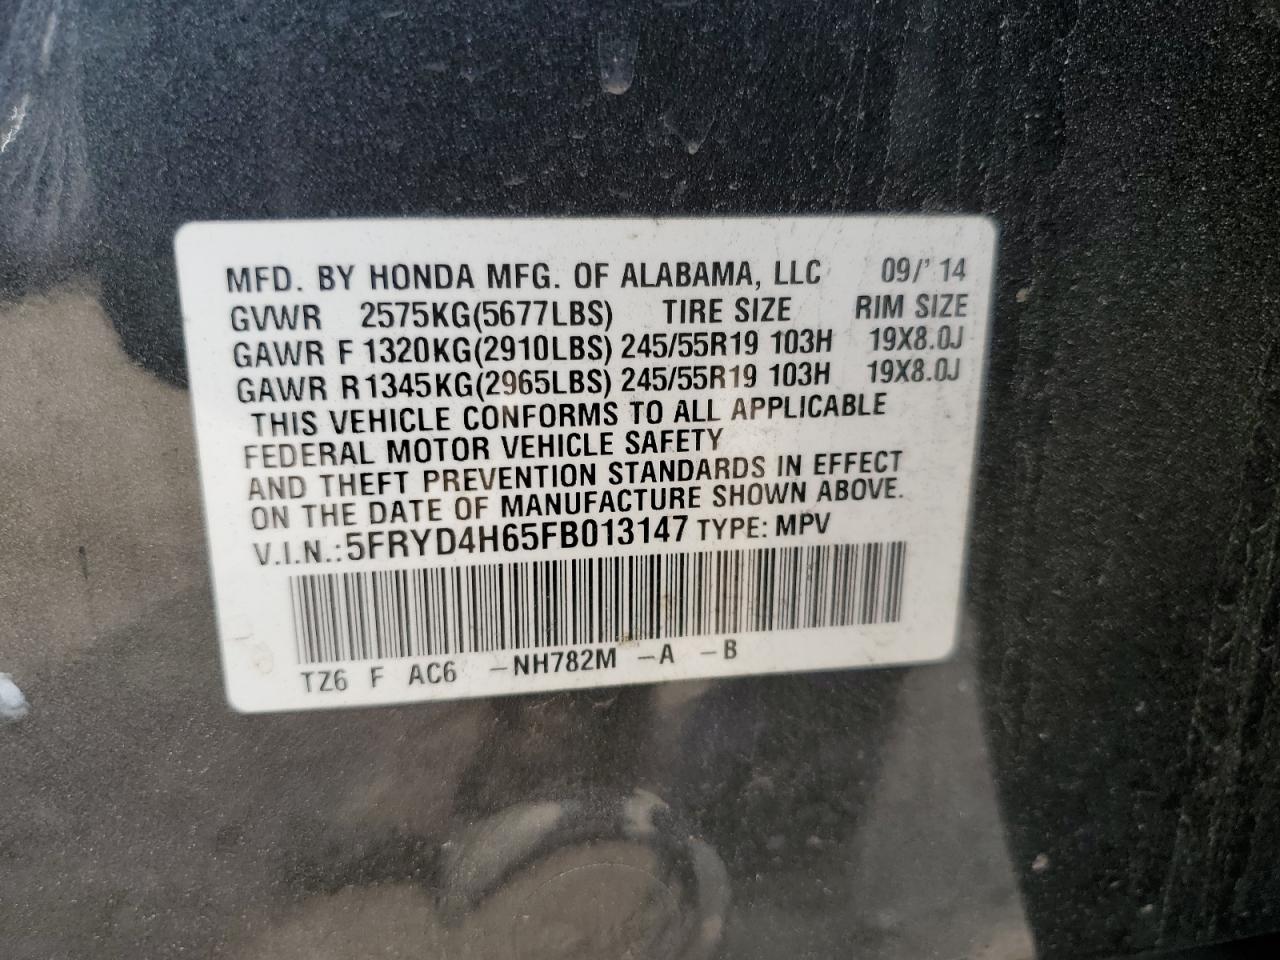 MFD. BY HONDA MFG. OF ALABAMA, LLC 09/'14
GVWR 2575KG(5677LBS) TIRE SIZE RIM SIZE
GAWR F 1320KG(2910LBS) 245/55R19 103H 19X8.0J
GAWR R 1345KG(2965LBS) 245/55R19 103H 19X8.0J
THIS VEHICLE CONFORMS TO ALL APPLICABLE
FEDERAL MOTOR VEHICLE SAFETY
AND THEFT PREVENTION STANDARDS IN EFFECT
ON THE DATE OF MANUFACTURE SHOWN ABOVE.
V.I.N.:5FRYD4H65FB013147 TYPE: MPV
TZ6 F AC6 -NH782M -A -B